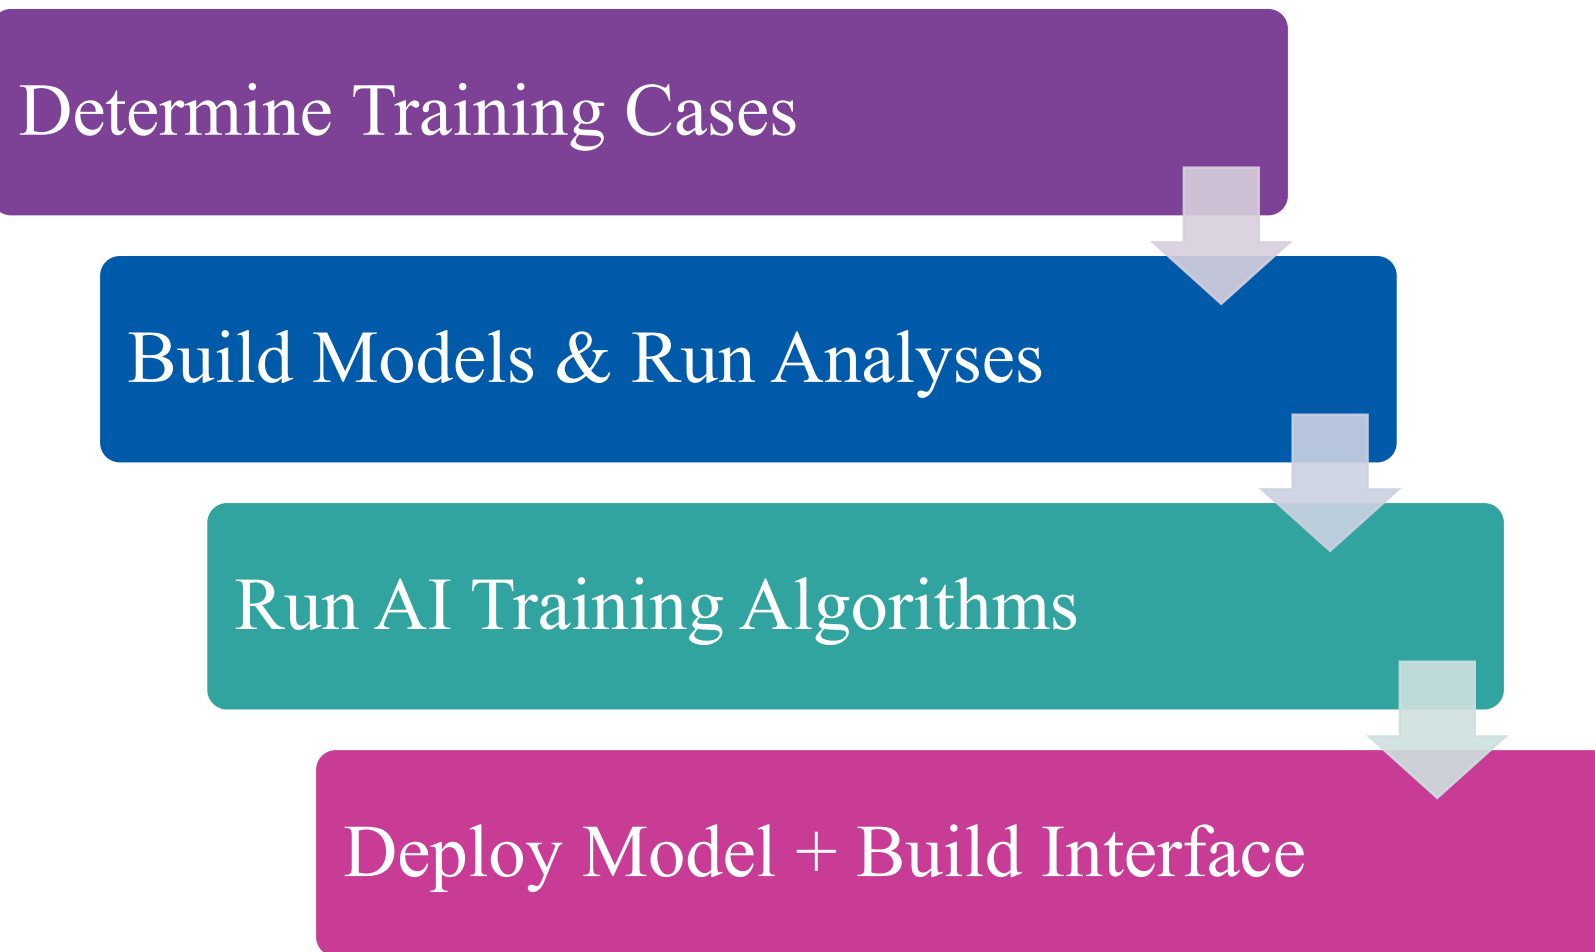 Determine Training Cases
Build Models & Run Analyses
Run AI Training Algorithms
Deploy Model + Build Interface